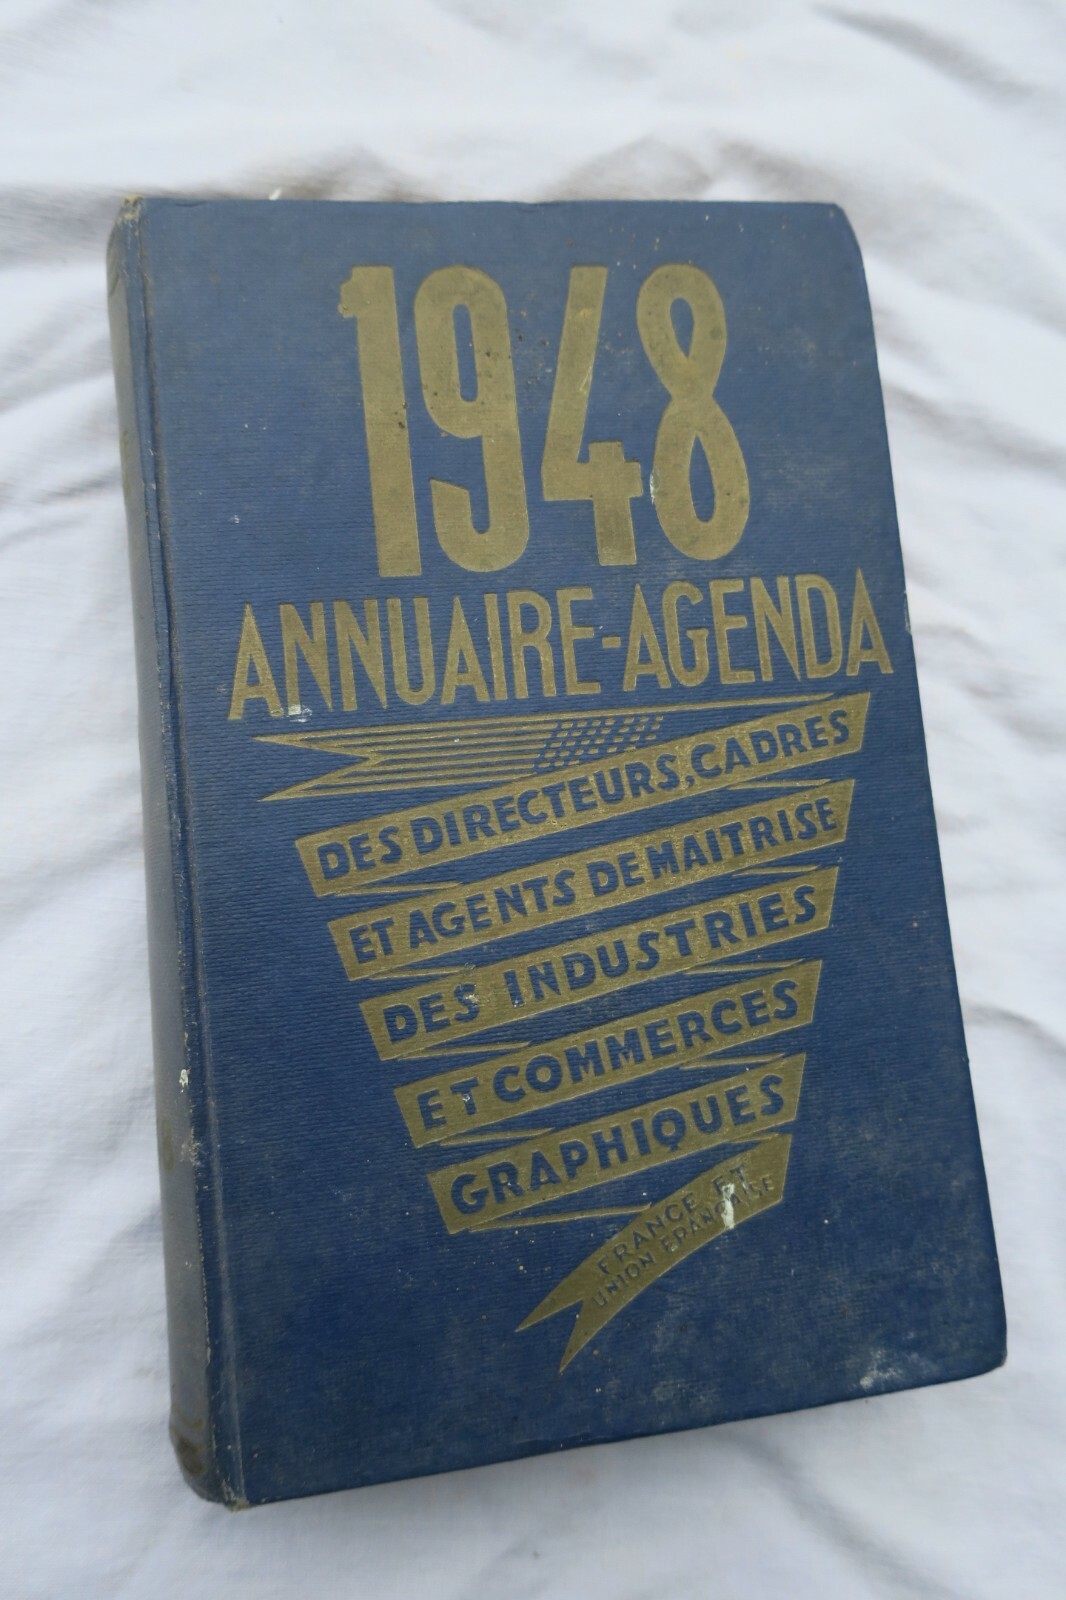 1948
ANNUAIRE-AGENDA
DES DIRECTEURS, CADRES
ET AGENTS DE MAITRISE
DES INDUSTRIES
ET COMMERCES
GRAPHIQUES
FRANCE ET
UNION FRANÇAISE